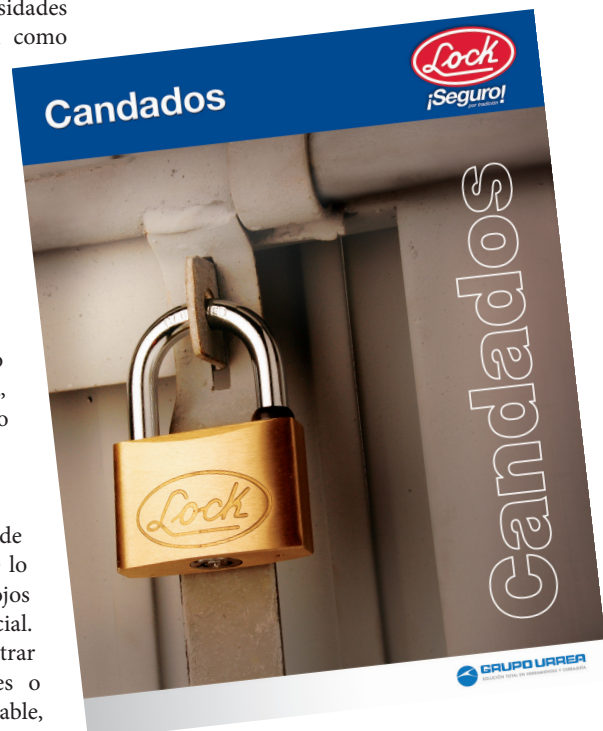 sidades
como
Candados
Lock
¡Seguro!
por tradición
Candados
Lock
o
,
o
de
lo
ojos
cial.
trar
es o
able,
GRUPO URREA
SOLUCIÓN TOTAL EN HERRAMIENTAS Y CERRAJERÍA